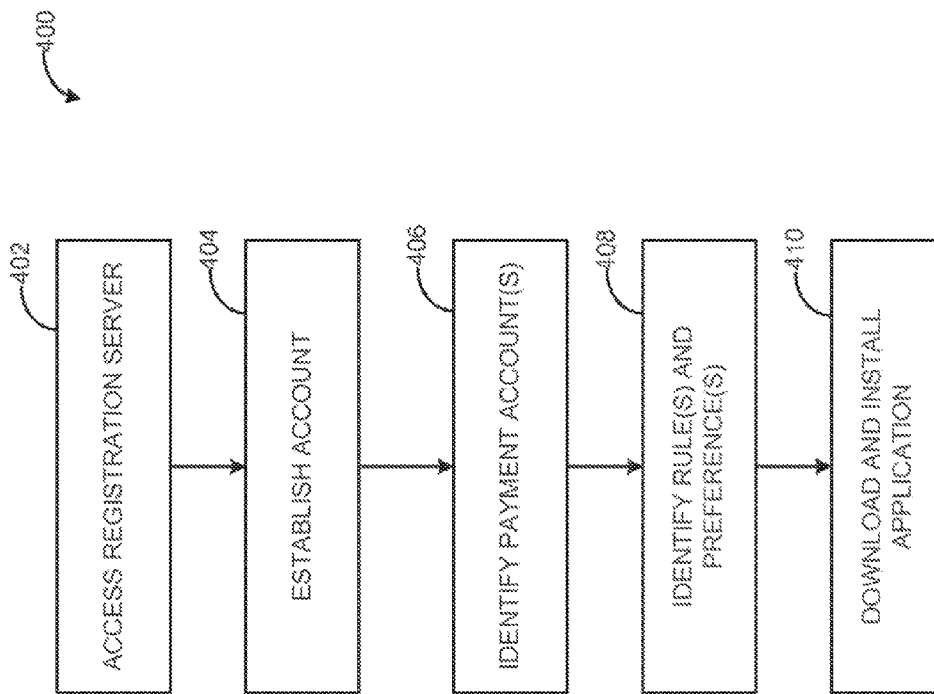 400
402
ACCESS REGISTRATION SERVER
404
ESTABLISH ACCOUNT
406
IDENTIFY PAYMENT ACCOUNT(S)
408
IDENTIFY RULE(S) AND
PREFERENCE(S)
410
DOWNLOAD AND INSTALL
APPLICATION